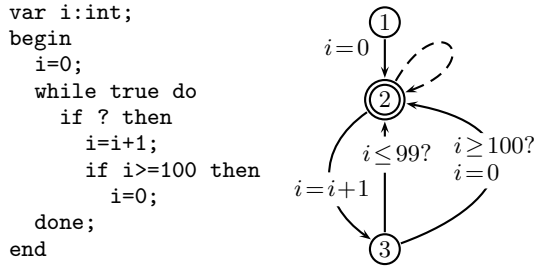 var i:int;
begin
  i=0;
  while true do
    if ? then
      i=i+1;
      if i>=100 then
        i=0;
  done;
end
1
i=0
2
i≤99?
i≥100?
i=0
i=i+1
3